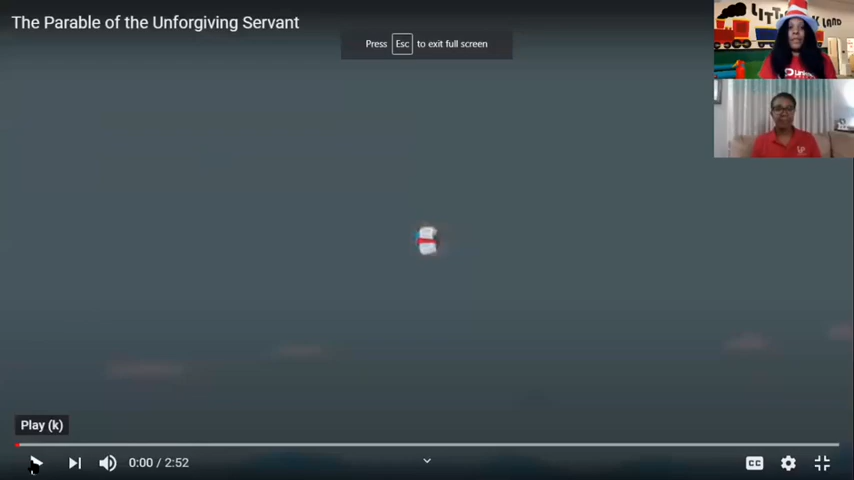 The Parable of the Unforgiving Servant
Press Esc to exit full screen
Play (k)
0:00 / 2:52
CC